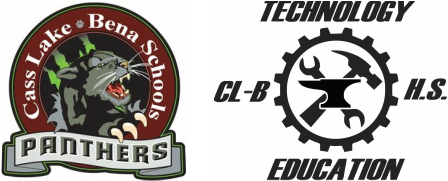 Cass Lake Bena Schools
PANTHERS
TECHNOLOGY
CL-B H.S.
EDUCATION